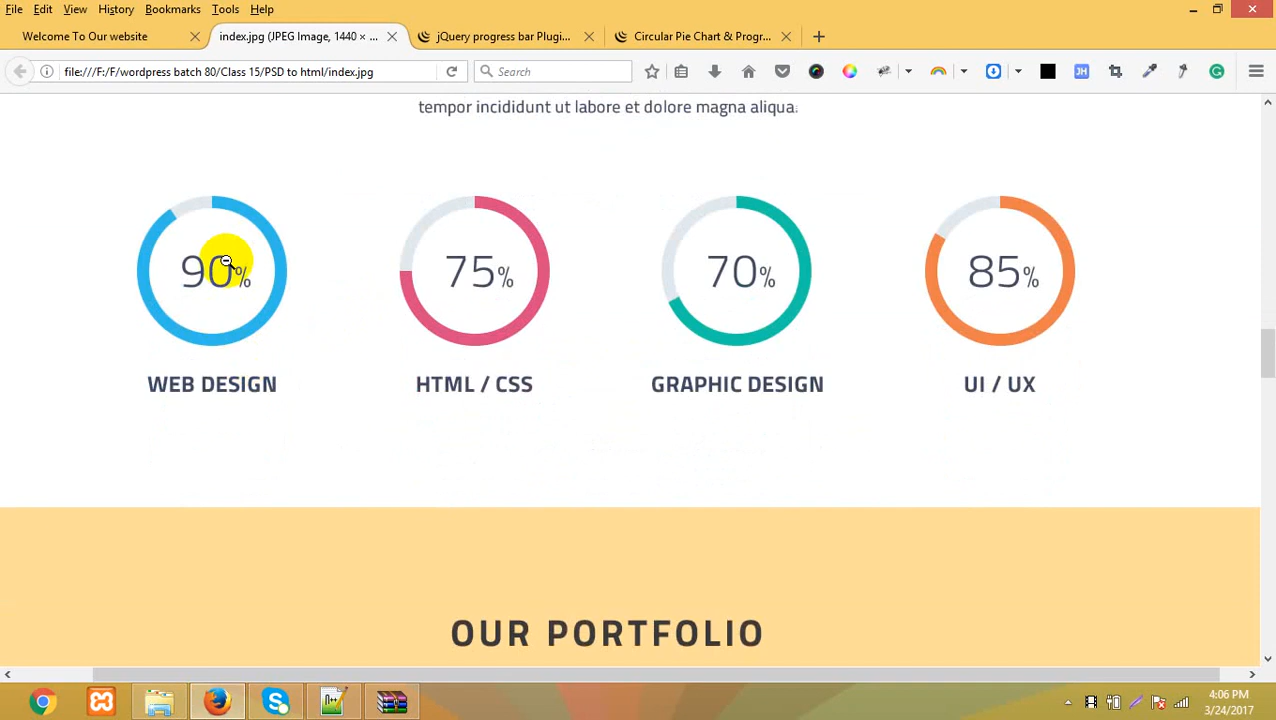 File Edit View History Bookmarks Tools Help
Welcome To Our website
index.jpg (JPEG Image, 1440 × ...
jQuery progress bar Plugi...
Circular Pie Chart & Progr...
file:///F:/F/wordpress batch 80/Class 15/PSD to html/index.jpg
Search
JH
tempor incididunt ut labore et dolore magna aliqua.
90% 75% 70% 85%
WEB DESIGN HTML / CSS GRAPHIC DESIGN UI / UX
OUR PORTFOLIO
4:06 PM
3/24/2017